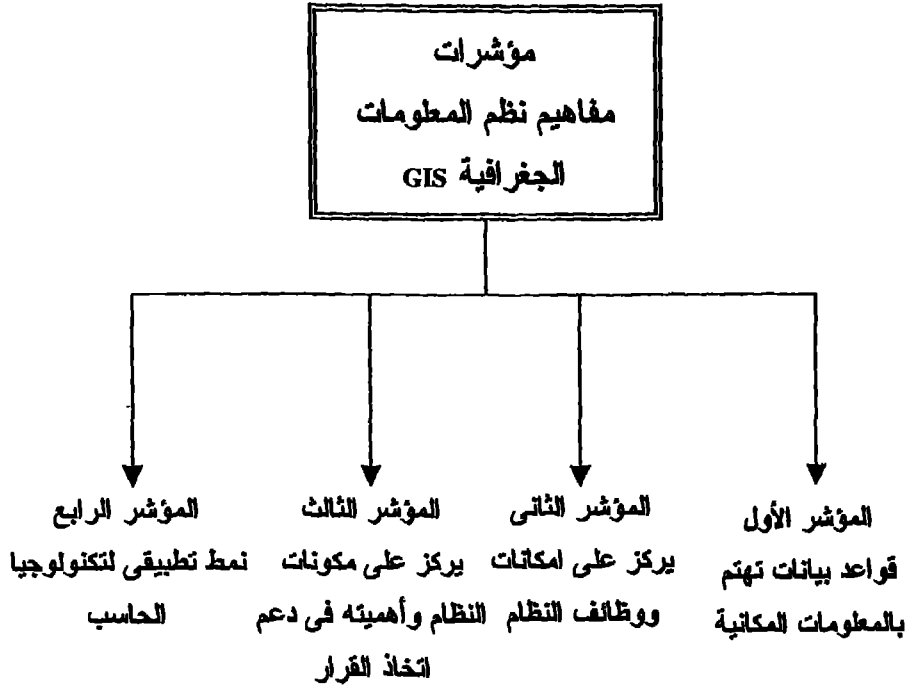 مؤشرات
مفاهيم نظم المعلومات
الجغرافية GIS
المؤشر الأول
قواعد بيانات تهتم
بالمعلومات المكانية
المؤشر الثانى
يركز على امكانات
ووظائف النظام
المؤشر الثالث
يركز على مكونات
النظام وأهميته فى دعم
اتخاذ القرار
المؤشر الرابع
نمط تطبيقى لتكنولوجيا
الحاسب